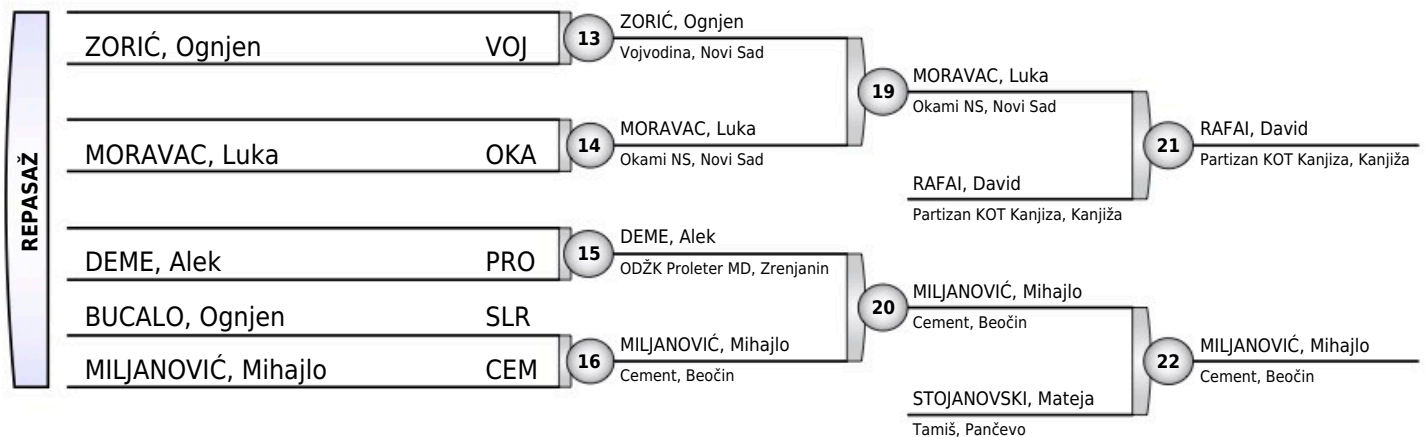 REPASAŽ
ZORIĆ, Ognjen VOJ
MORAVAC, Luka OKA
DEME, Alek PRO
BUCALO, Ognjen SLR
MILJANOVIĆ, Mihajlo CEM
13
ZORIĆ, Ognjen
Vojvodina, Novi Sad
14
MORAVAC, Luka
Okami NS, Novi Sad
15
DEME, Alek
ODŽK Proleter MD, Zrenjanin
16
MILJANOVIĆ, Mihajlo
Cement, Beočin
19
MORAVAC, Luka
Okami NS, Novi Sad
RAFAI, David
Partizan KOT Kanjiza, Kanjiža
20
MILJANOVIĆ, Mihajlo
Cement, Beočin
STOJANOVSKI, Mateja
Tamiš, Pančevo
21
RAFAI, David
Partizan KOT Kanjiza, Kanjiža
22
MILJANOVIĆ, Mihajlo
Cement, Beočin